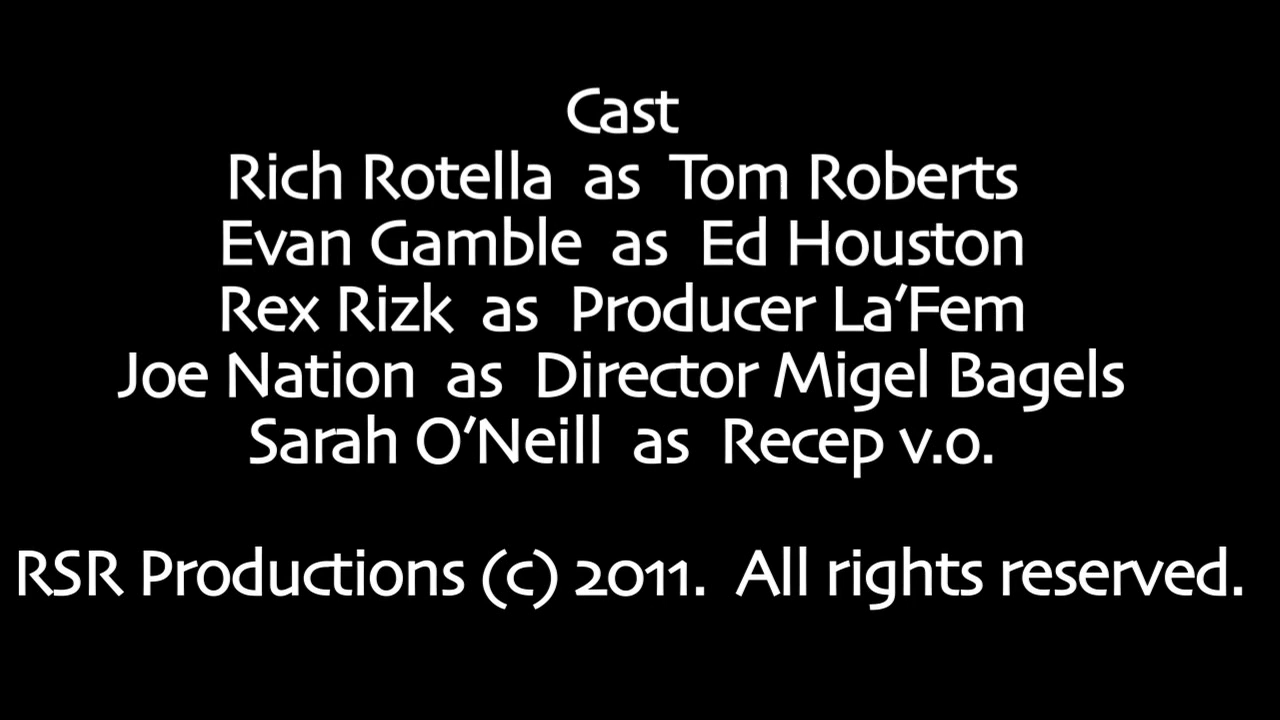 Cast
Rich Rotella as Tom Roberts
Evan Gamble as Ed Houston
Rex Rizk as Producer La'Fem
Joe Nation as Director Migel Bagels
Sarah O'Neill as Recep v.o.
RSR Productions (c) 2011. All rights reserved.